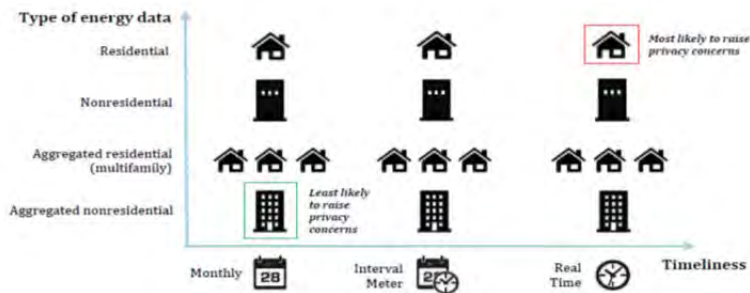 Type of energy data
Residential
Most likely to raise
privacy concerns
Nonresidential
Aggregated residential
(multifamily)
Aggregated nonresidential
Least likely
to raise
privacy
concerns
Monthly
28
Interval
Meter
Real
Time
Timeliness